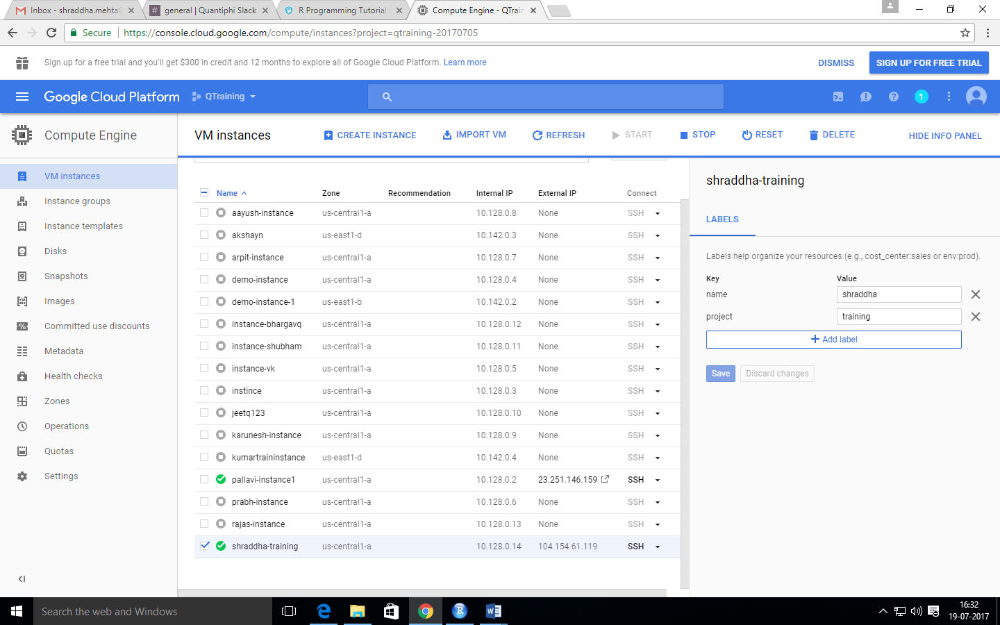 Inbox - shraddha.mehta
general | Quantiphi Slack
R Programming Tutorial
Compute Engine - QTrain
Secure
https://console.cloud.google.com/compute/instances?project=qtraining-20170705
Sign up for a free trial and you'll get $300 in credit and 12 months to explore all of Google Cloud Platform. Learn more
DISMISS
SIGN UP FOR FREE TRIAL
Google Cloud Platform
QTraining
1
Compute Engine
VM instances
CREATE INSTANCE
IMPORT VM
REFRESH
START
STOP
RESET
DELETE
HIDE INFO PANEL
VM instances
Instance groups
Instance templates
Disks
Snapshots
Images
Committed use discounts
Metadata
Health checks
Zones
Operations
Quotas
Settings
Name Zone Recommendation Internal IP External IP Connect
aayush-instance us-central1-a 10.128.0.8 None SSH
akshayn us-east1-d 10.142.0.3 None SSH
arpit-instance us-central1-a 10.128.0.7 None SSH
demo-instance us-central1-a 10.128.0.4 None SSH
demo-instance-1 us-east1-b 10.142.0.2 None SSH
instance-bhargavq us-central1-a 10.128.0.12 None SSH
instance-shubham us-central1-a 10.128.0.11 None SSH
instance-vk us-central1-a 10.128.0.5 None SSH
instince us-central1-a 10.128.0.3 None SSH
jeetq123 us-central1-a 10.128.0.10 None SSH
karunesh-instance us-central1-a 10.128.0.9 None SSH
kumartraininstance us-east1-d 10.142.0.4 None SSH
pallavi-instance1 us-central1-a 10.128.0.2 23.251.146.159 SSH
prabh-instance us-central1-a 10.128.0.6 None SSH
rajas-instance us-central1-a 10.128.0.13 None SSH
shraddha-training us-central1-a 10.128.0.14 104.154.61.119 SSH
shraddha-training
LABELS
Labels help organize your resources (e.g., cost_center:sales or env:prod).
Key Value
name shraddha
project training
Add label
Save Discard changes
Search the web and Windows
16:32
19-07-2017